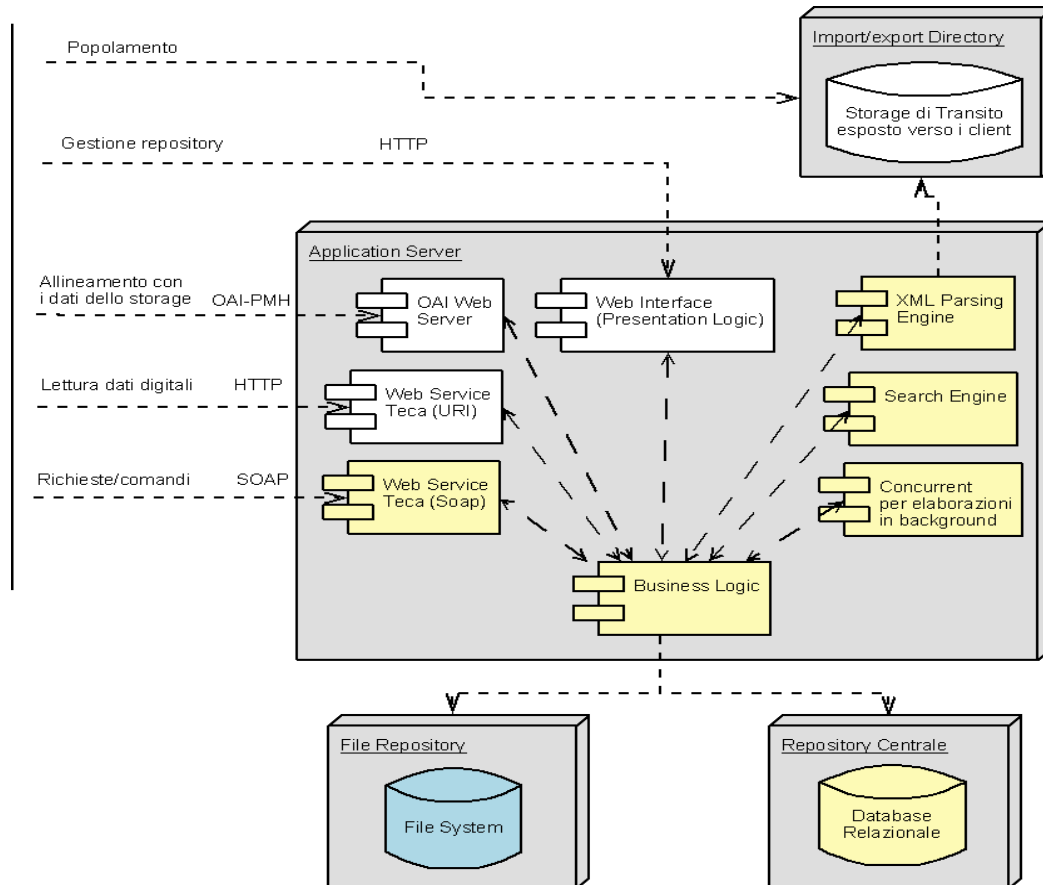 Popolamento
Import/export Directory
Storage di Transito
esposto verso i client
Gestione repository
HTTP
Application Server
Allineamento con
i dati dello storage
OAI-PMH
OAI Web
Server
Web Interface
(Presentation Logic)
XML Parsing
Engine
Lettura dati digitali
HTTP
Web Service
Teca (URI)
Search Engine
Richieste/comandi
SOAP
Web Service
Teca (Soap)
Concurrent
per elaborazioni
in background
Business Logic
File Repository
File System
Repository Centrale
Database
Relazionale